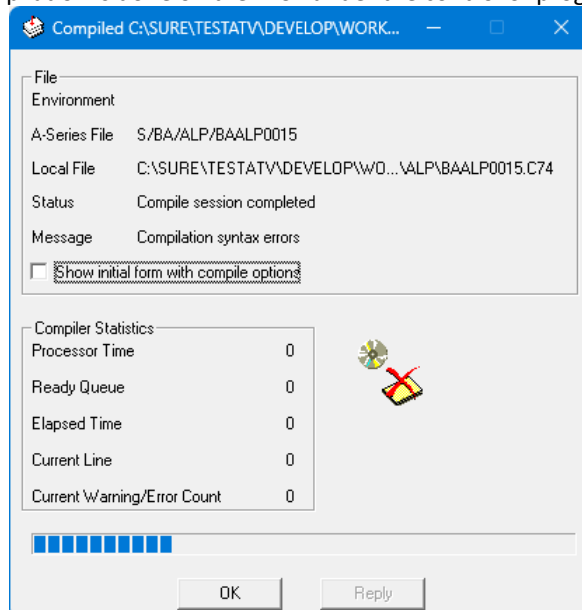 Compiled C:\SURE\TESTATV\DEVELOP\WORK...
File
Environment
A-Series File S/BA/ALP/BAALP0015
Local File C:\SURE\TESTATV\DEVELOP\WO...\ALP\BAALP0015.C74
Status Compile session completed
Message Compilation syntax errors
Show initial form with compile options
Compiler Statistics
Processor Time 0
Ready Queue 0
Elapsed Time 0
Current Line 0
Current Warning/Error Count 0
OK Reply